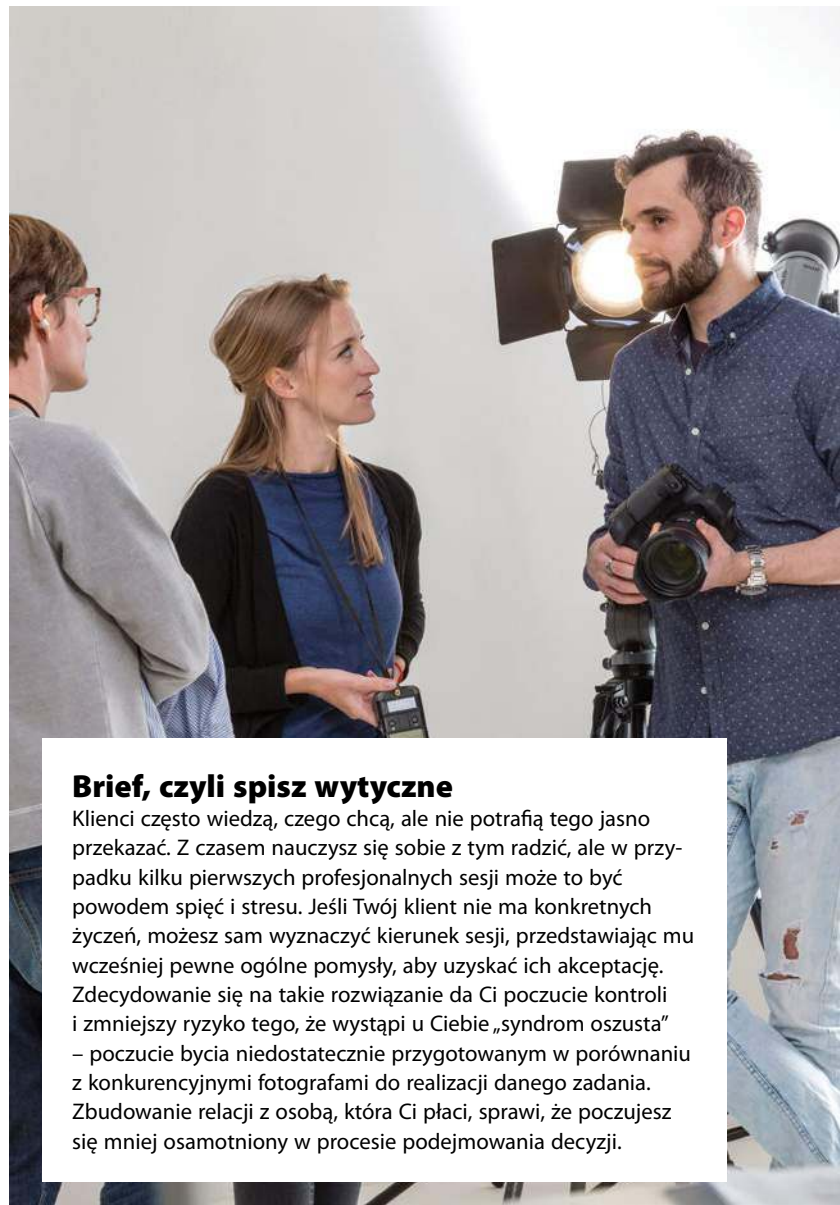 Brief, czyli spisz wytyczne
Klienci często wiedzą, czego chcą, ale nie potrafią tego jasno
przekazać. Z czasem nauczysz się sobie z tym radzić, ale w przy-
padku kilku pierwszych profesjonalnych sesji może to być
powodem spięć i stresu. Jeśli Twój klient nie ma konkretnych
życzeń, możesz sam wyznaczyć kierunek sesji, przedstawiając mu
wcześniej pewne ogólne pomysły, aby uzyskać ich akceptację.
Zdecydowanie się na takie rozwiązanie da Ci poczucie kontroli
i zmniejszy ryzyko tego, że wystąpi u Ciebie „syndrom oszusta”
– poczucie bycia niedostatecznie przygotowanym w porównaniu
z konkurencyjnymi fotografami do realizacji danego zadania.
Zbudowanie relacji z osobą, która Ci płaci, sprawi, że poczujesz
się mniej osamotniony w procesie podejmowania decyzji.